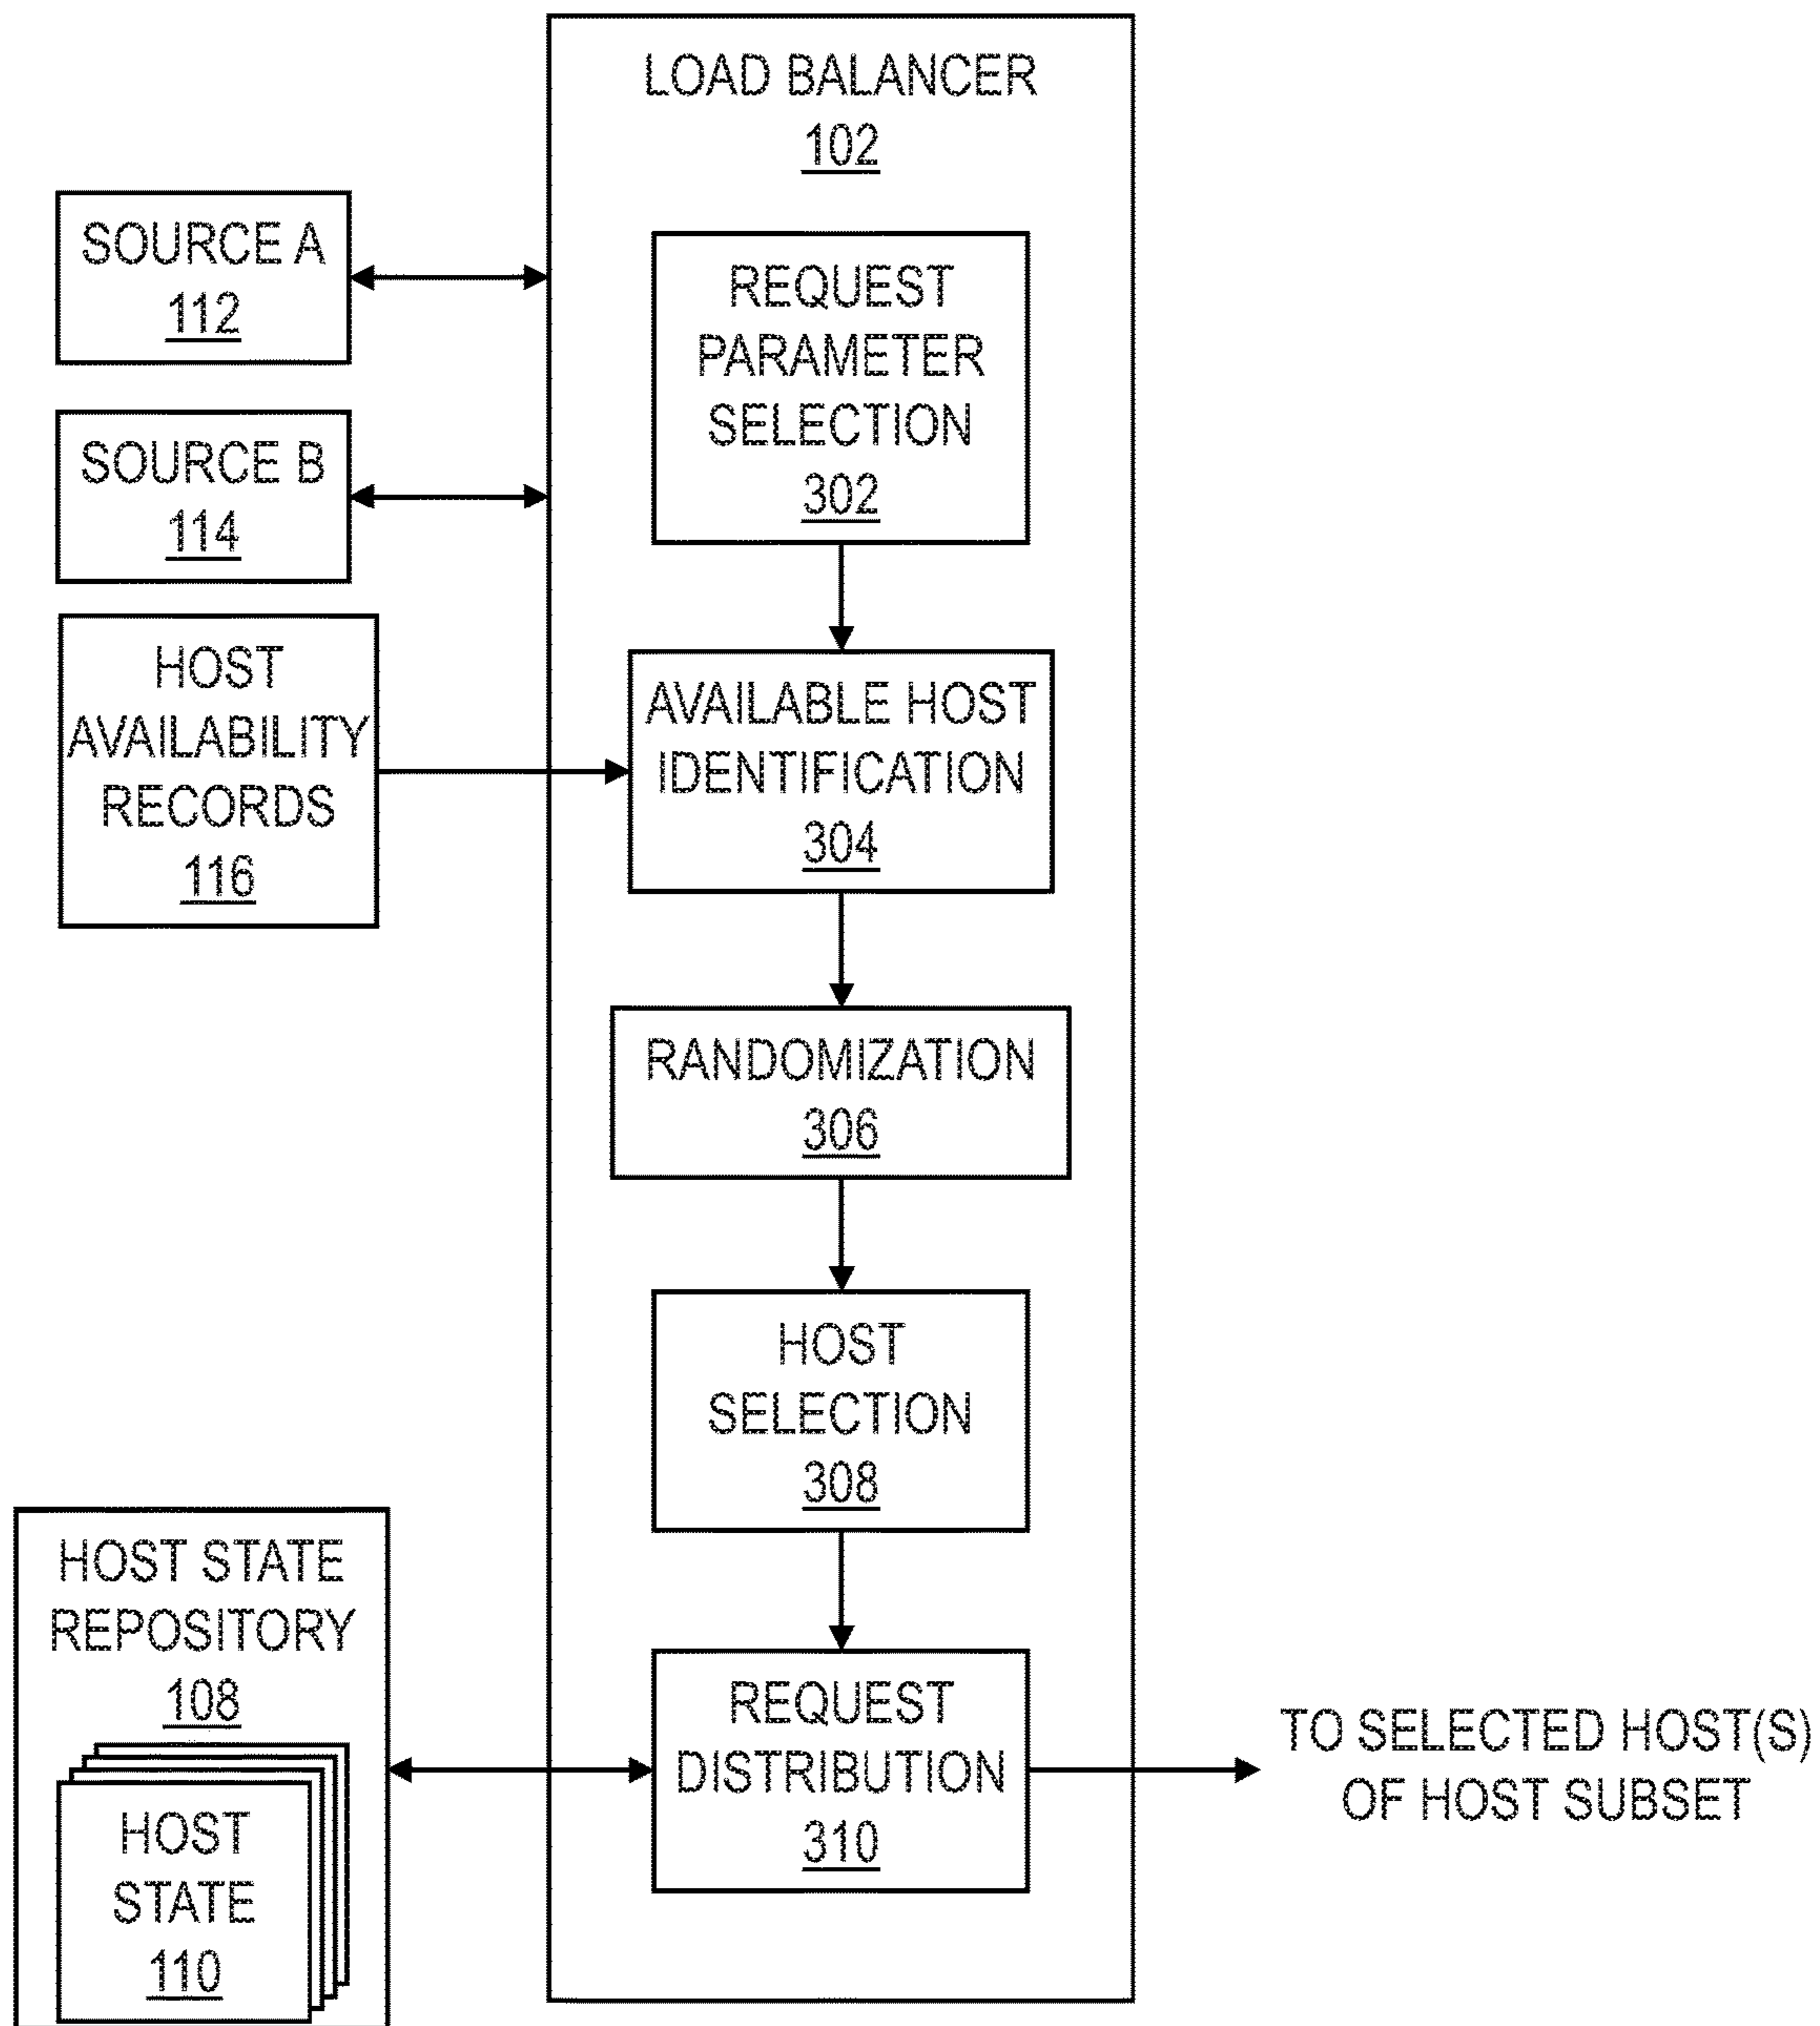 LOAD BALANCER
102
SOURCE A
112
REQUEST
PARAMETER
SELECTION
302
SOURCE B
114
HOST
AVAILABILITY
RECORDS
116
AVAILABLE HOST
IDENTIFICATION
304
RANDOMIZATION
306
HOST
SELECTION
308
HOST STATE
REPOSITORY
108
HOST
STATE
110
REQUEST
DISTRIBUTION
310
TO SELECTED HOST(S)
OF HOST SUBSET